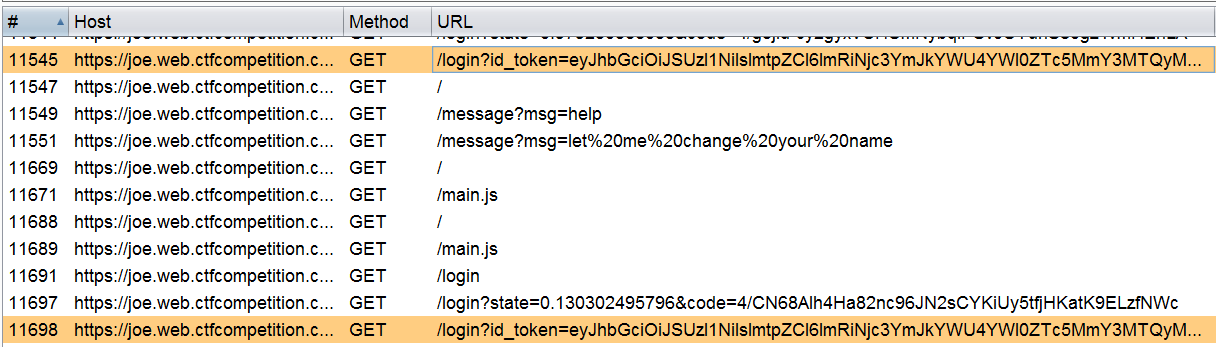 # Host Method URL
11545 https://joe.web.ctfcompetition.c... GET /login?id_token=eyJhbGciOiJSUzI1NiIsImtpZCI6ImRiNjc3YmJkYWU4YWI0ZTc5MmY3MTQyM...
11547 https://joe.web.ctfcompetition.c... GET /
11549 https://joe.web.ctfcompetition.c... GET /message?msg=help
11551 https://joe.web.ctfcompetition.c... GET /message?msg=let%20me%20change%20your%20name
11669 https://joe.web.ctfcompetition.c... GET /
11671 https://joe.web.ctfcompetition.c... GET /main.js
11688 https://joe.web.ctfcompetition.c... GET /
11689 https://joe.web.ctfcompetition.c... GET /main.js
11691 https://joe.web.ctfcompetition.c... GET /login
11697 https://joe.web.ctfcompetition.c... GET /login?state=0.130302495796&code=4/CN68Alh4Ha82nc96JN2sCYKiUy5tfjHKatK9ELzfNWc
11698 https://joe.web.ctfcompetition.c... GET /login?id_token=eyJhbGciOiJSUzI1NiIsImtpZCI6ImRiNjc3YmJkYWU4YWI0ZTc5MmY3MTQyM...